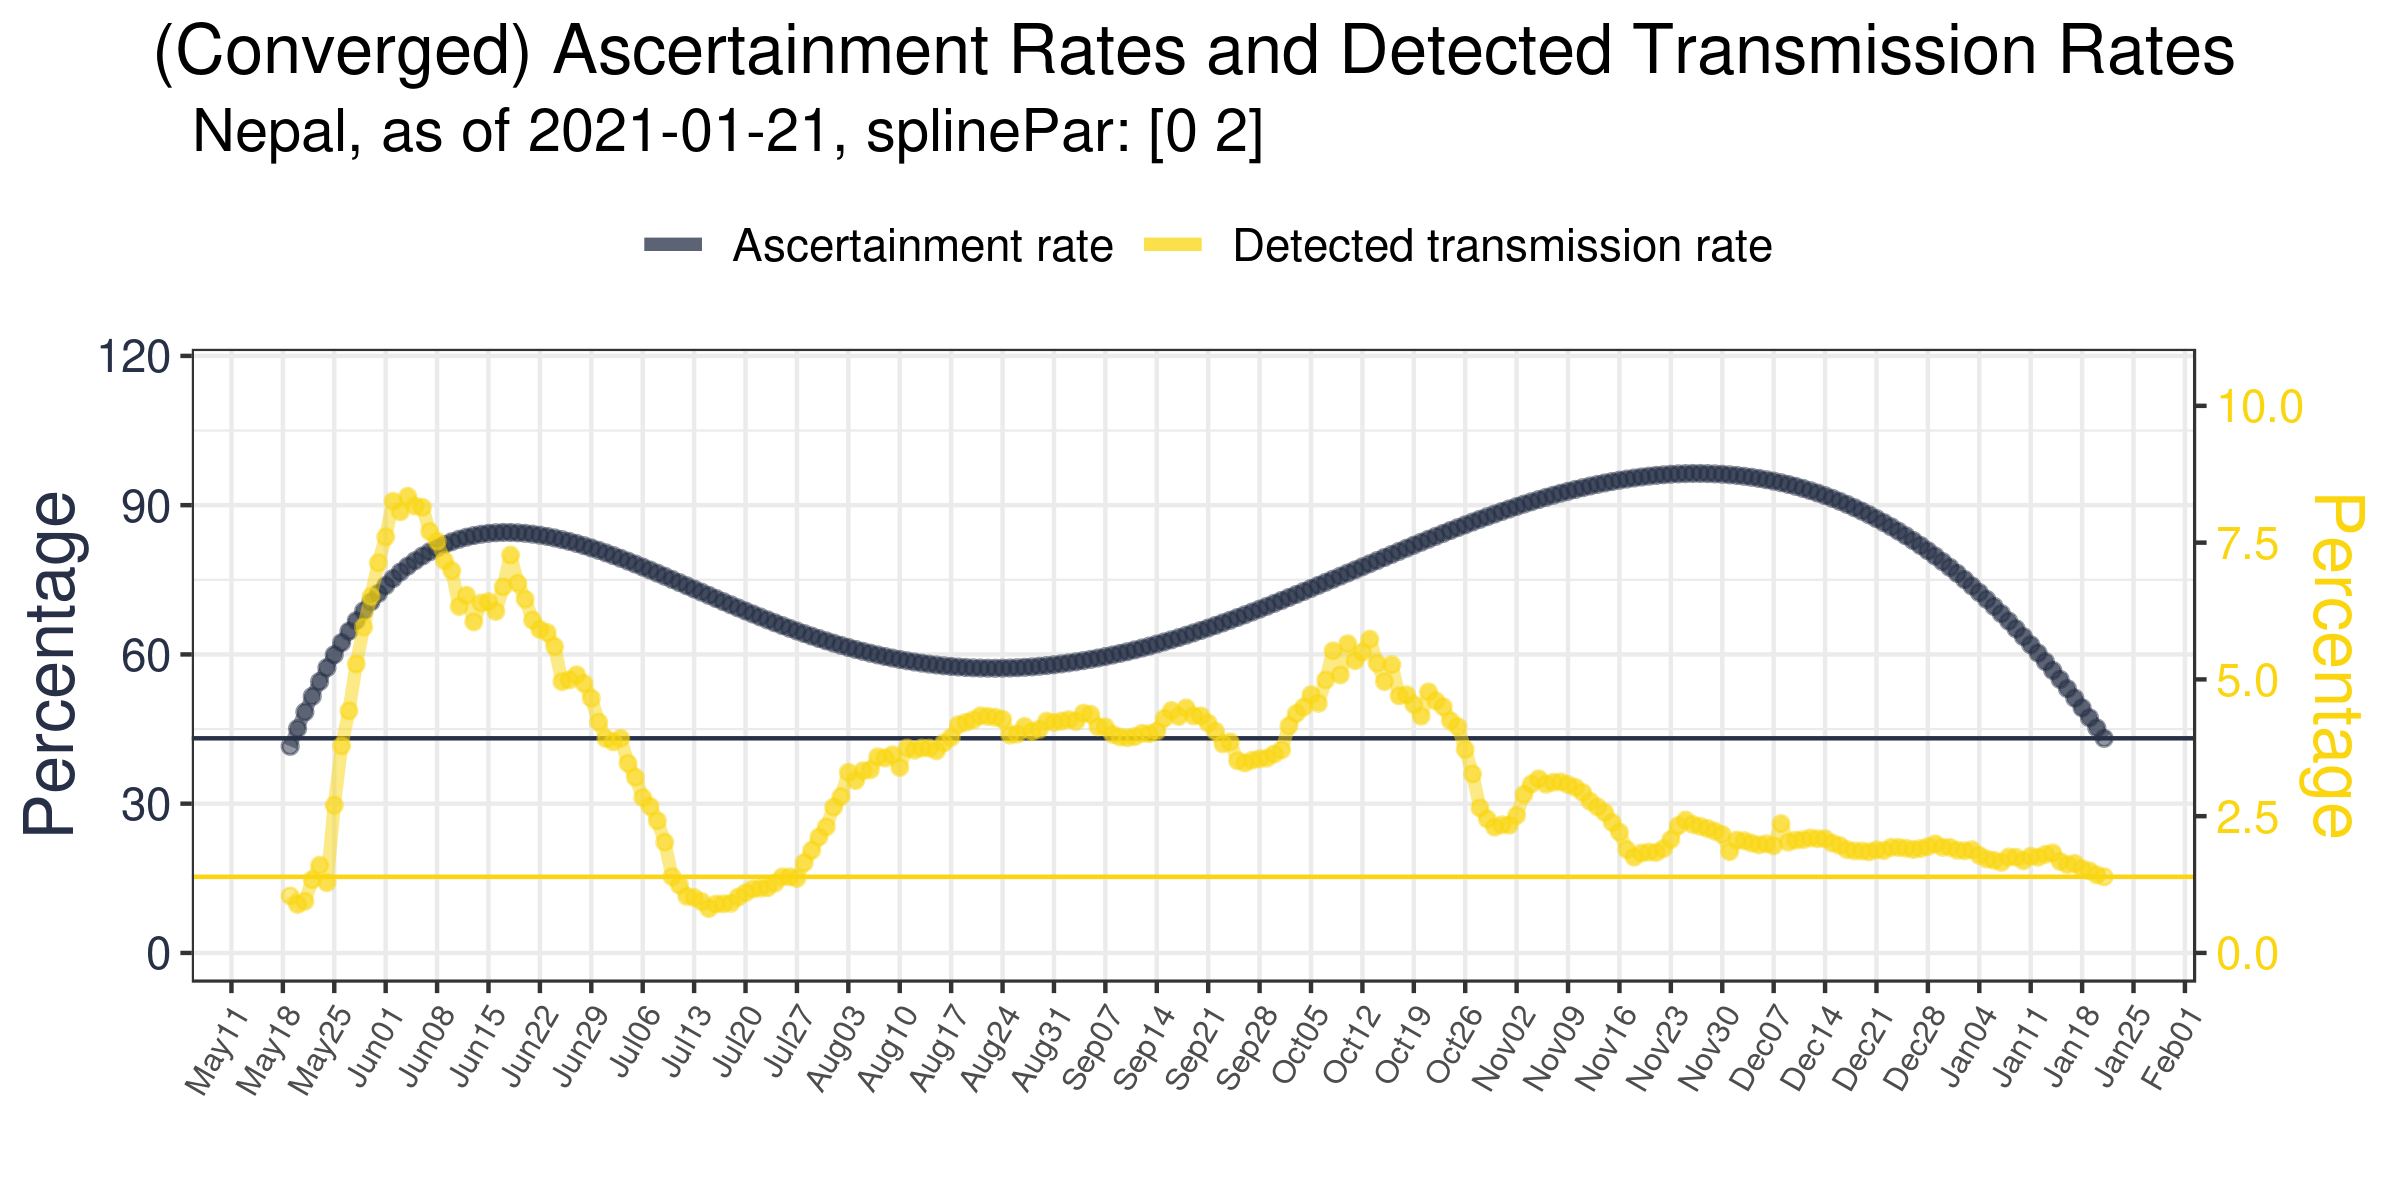 (Converged) Ascertainment Rates and Detected Transmission Rates
Nepal, as of 2021-01-21, splinePar: [0 2]
Ascertainment rate
Detected transmission rate
Percentage
120
90
60
30
0
10.0
7.5
5.0
2.5
0.0
Percentage
May11
May18
May25
Jun01
Jun08
Jun15
Jun22
Jun29
Jul06
Jul13
Jul20
Jul27
Aug03
Aug10
Aug17
Aug24
Aug31
Sep07
Sep14
Sep21
Sep28
Oct05
Oct12
Oct19
Oct26
Nov02
Nov09
Nov16
Nov23
Nov30
Dec07
Dec14
Dec21
Dec28
Jan04
Jan11
Jan18
Jan25
Feb01